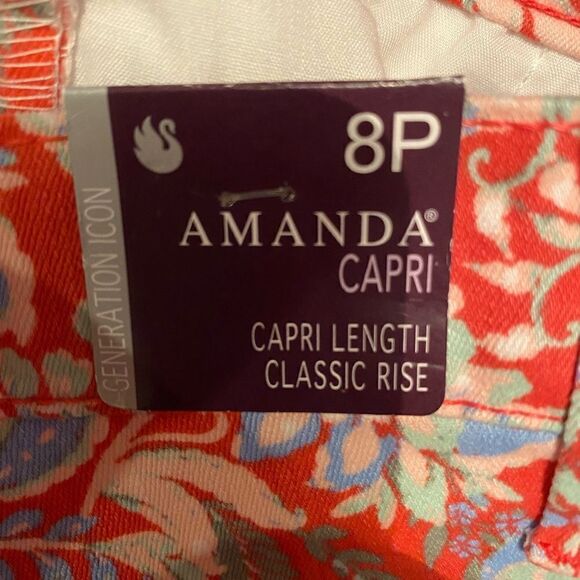 8P
AMANDA®
CAPRI
CAPRI LENGTH
CLASSIC RISE
GENERATION ICON